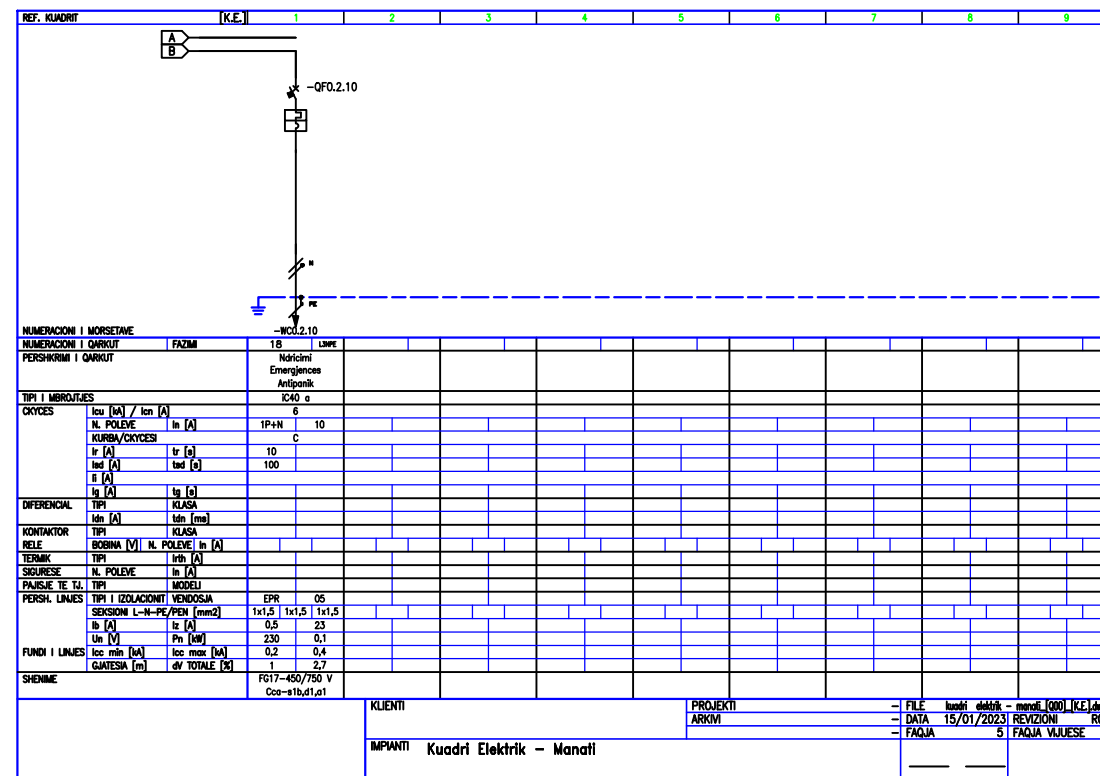 REF. KUADRIT [K.E.] 1 2 3 4 5 6 7 8 9
A
B
-QF0.2.10
N
PE
NUMERACIONI I MORSETAVE -WC0.2.10
NUMERACIONI I QARKUT FAZIMI 18 L3NPE
PERSHKRIMI I QARKUT Ndricimi
Emergjences
Antipanik
TIPI I MBROJTJES iC40 a
CKYCES Icu [kA] / Icn [A] 6
N. POLEVE In [A] 1P+N 10
KURBA/CKYCESI C
Ir [A] tr [s] 10
Isd [A] tsd [s] 100
Ii [A]
Ig [A] tg [s]
DIFERENCIAL TIPI KLASA
Idn [A] tdn [ms]
KONTAKTOR TIPI KLASA
RELE BOBINA [V] N. POLEVE In [A]
TERMIK TIPI Irth [A]
SIGURESE N. POLEVE In [A]
PAJISJE TE TJ. TIPI MODELI
PERSH. LINJES TIPI I IZOLACIONIT VENDOSJA EPR 05
SEKSIONI L-N-PE/PEN [mm2] 1x1,5 1x1,5 1x1,5
Ib [A] Iz [A] 0,5 23
Un [V] Pn [kW] 230 0,1
FUNDI I LINJES Icc min [kA] Icc max [kA] 0,2 0,4
GJATESIA [m] dV TOTALE [%] 1 2,7
SHENIME FG17-450/750 V
Cca-s1b,d1,a1
KLIENTI PROJEKTI - FILE kuadri elektrik - manati_[Q00]_[K.E.].dw
ARKIVI - DATA 15/01/2023 REVIZIONI R0
- FAQJA 5 FAQJA VIJUESE
IMPIANTI Kuadri Elektrik - Manati